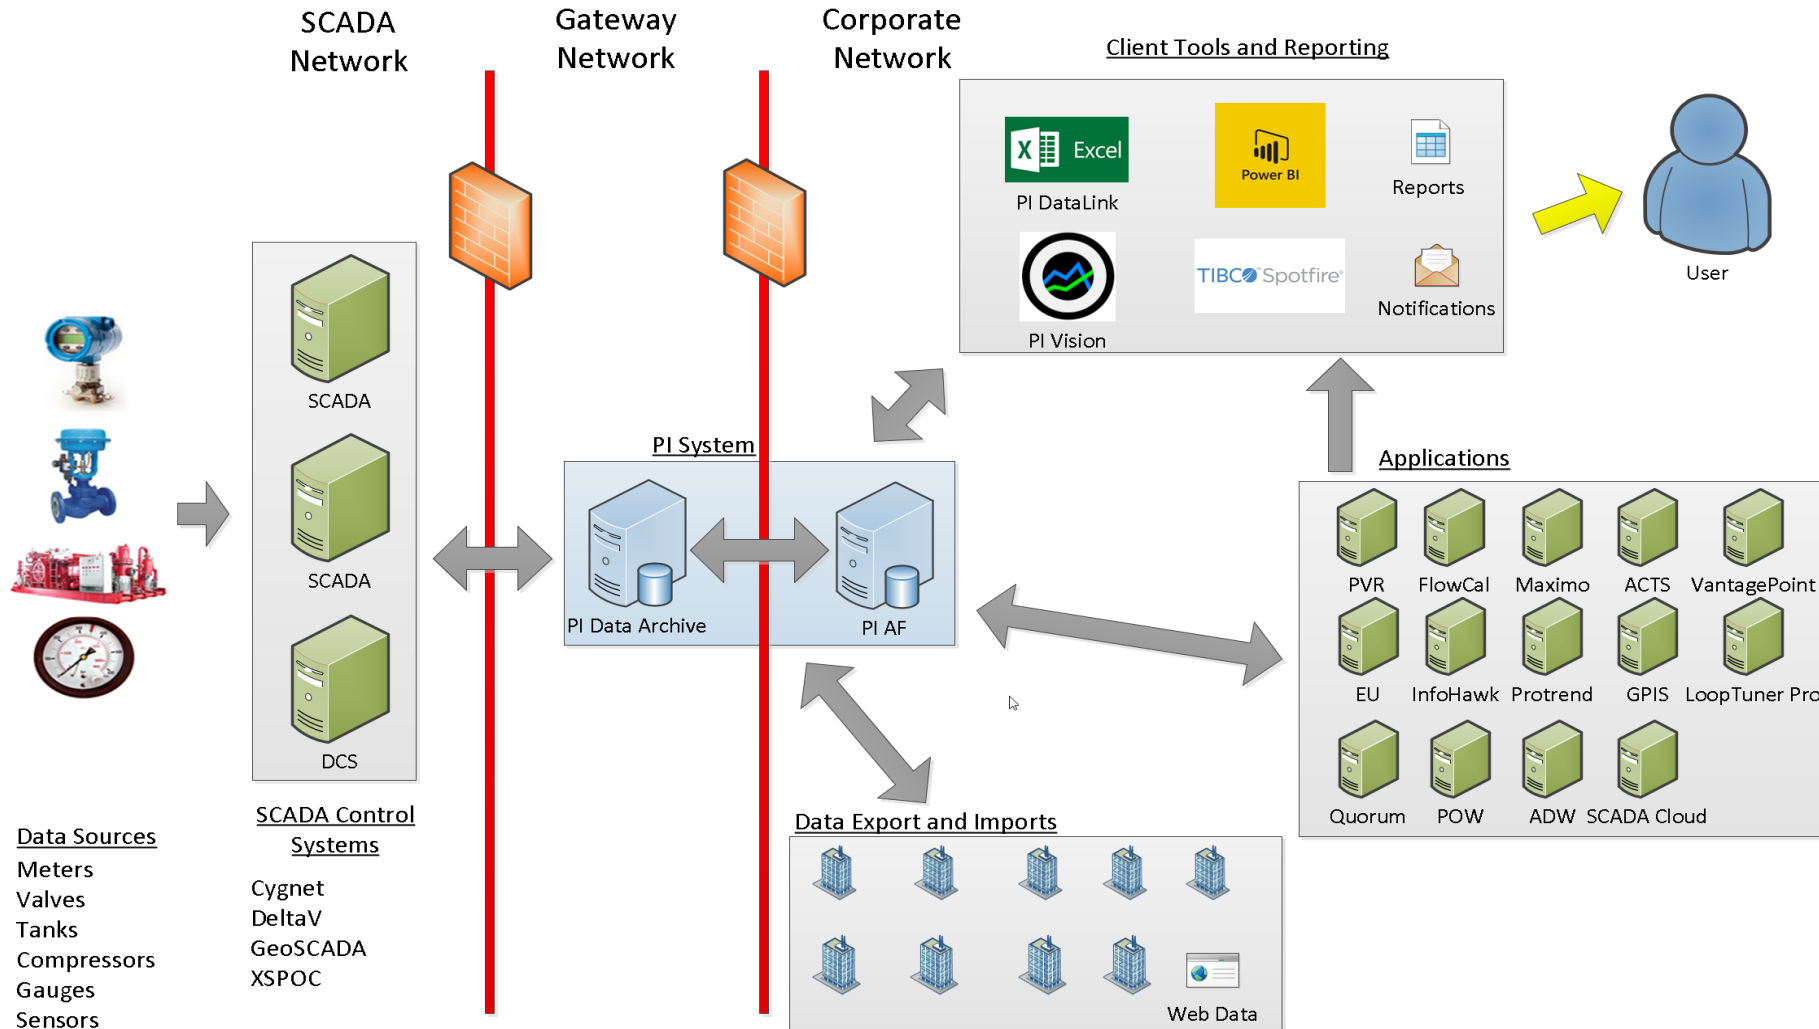 SCADA
Network
Gateway
Network
Corporate
Network
Client Tools and Reporting
Excel
PI DataLink
Power BI
Reports
PI Vision
TIBCO Spotfire®
Notifications
User
SCADA
SCADA
DCS
PI System
PI Data Archive
PI AF
Applications
PVR
FlowCal
Maximo
ACTS
VantagePoint
EU
InfoHawk
Protrend
GPIS
LoopTuner Pro
Quorum
POW
ADW
SCADA Cloud
Data Sources
Meters
Valves
Tanks
Compressors
Gauges
Sensors
SCADA Control
Systems
Cygnet
DeltaV
GeoSCADA
XSPOC
Data Export and Imports
Web Data